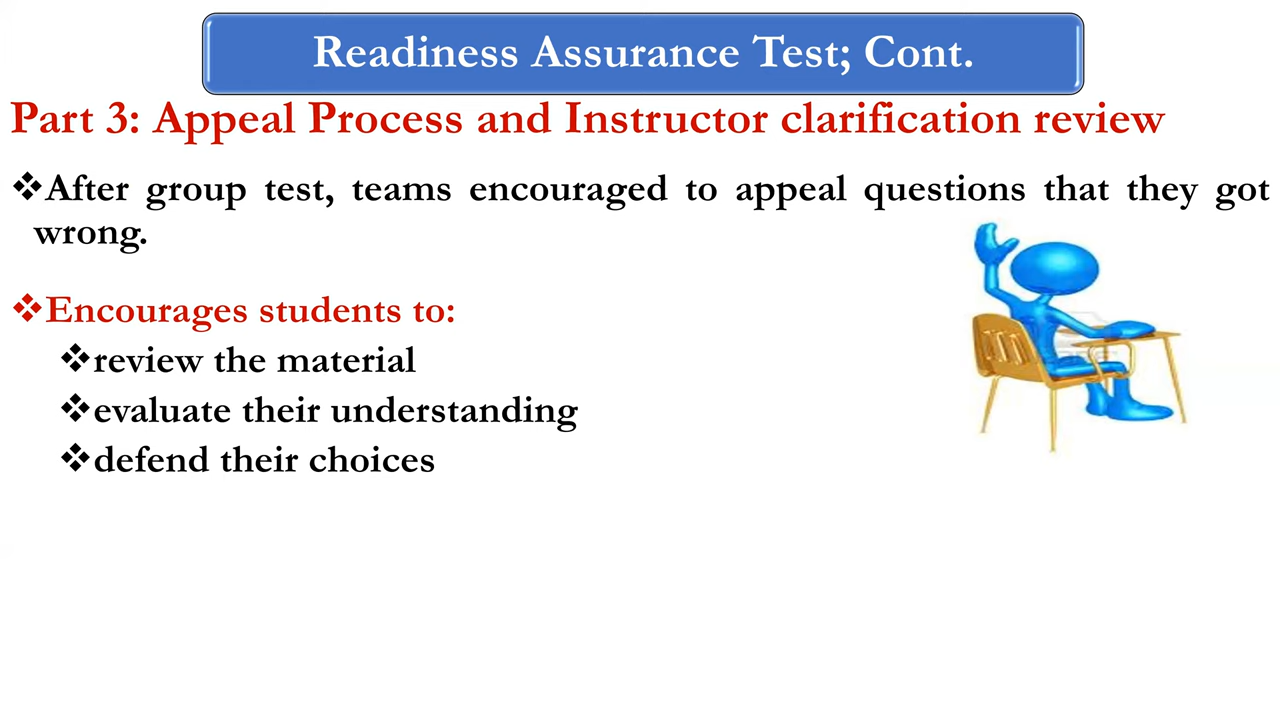 Readiness Assurance Test; Cont.
Part 3: Appeal Process and Instructor clarification review
❖After group test, teams encouraged to appeal questions that they got
wrong.
❖Encourages students to:
❖review the material
❖evaluate their understanding
❖defend their choices